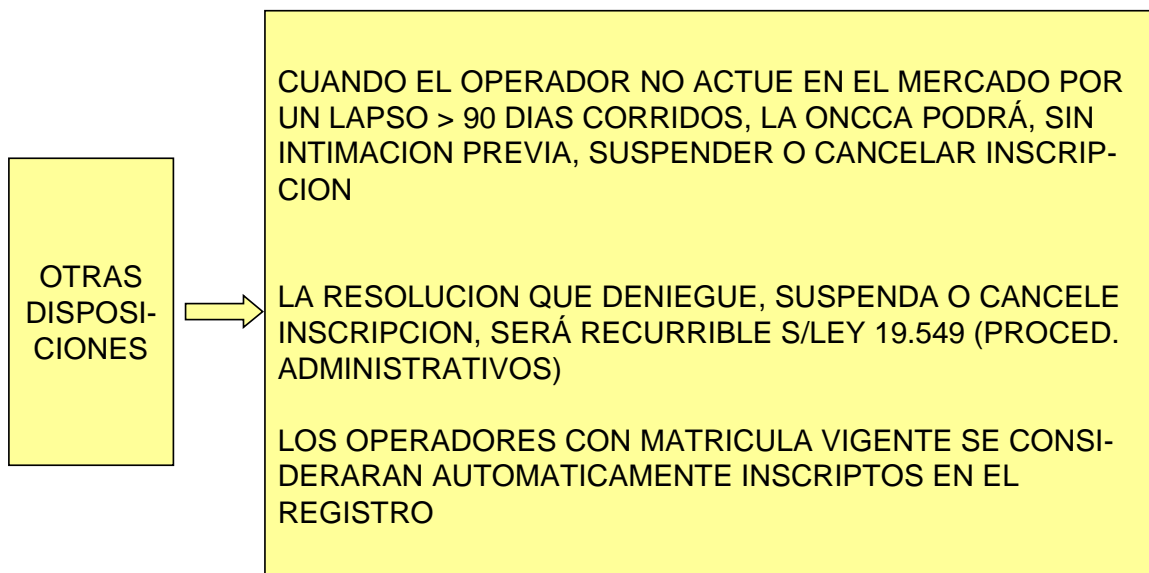 OTRAS
DISPOSI-
CIONES
CUANDO EL OPERADOR NO ACTUE EN EL MERCADO POR
UN LAPSO > 90 DIAS CORRIDOS, LA ONCCA PODRÁ, SIN
INTIMACION PREVIA, SUSPENDER O CANCELAR INSCRIP-
CION
LA RESOLUCION QUE DENIEGUE, SUSPENDA O CANCELE
INSCRIPCION, SERÁ RECURRIBLE S/LEY 19.549 (PROCED.
ADMINISTRATIVOS)
LOS OPERADORES CON MATRICULA VIGENTE SE CONSI-
DERARAN AUTOMATICAMENTE INSCRIPTOS EN EL
REGISTRO